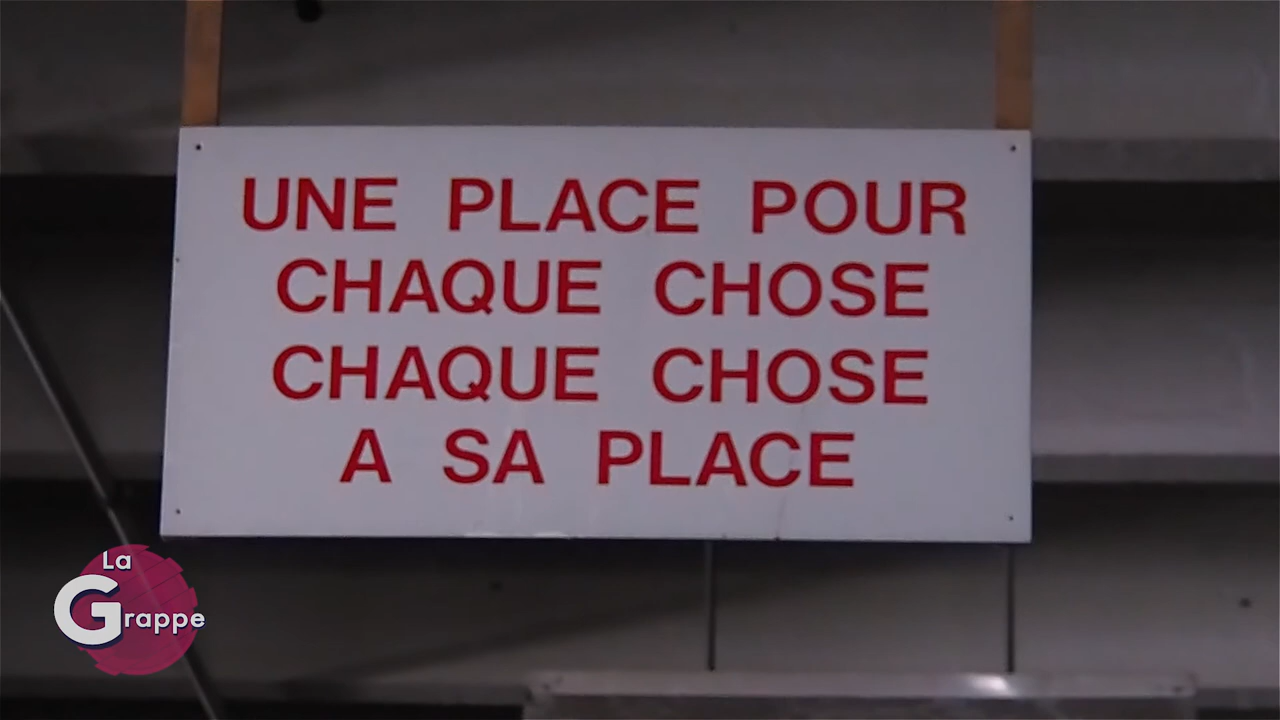 UNE PLACE POUR
CHAQUE CHOSE
CHAQUE CHOSE
A SA PLACE
La
Grappe